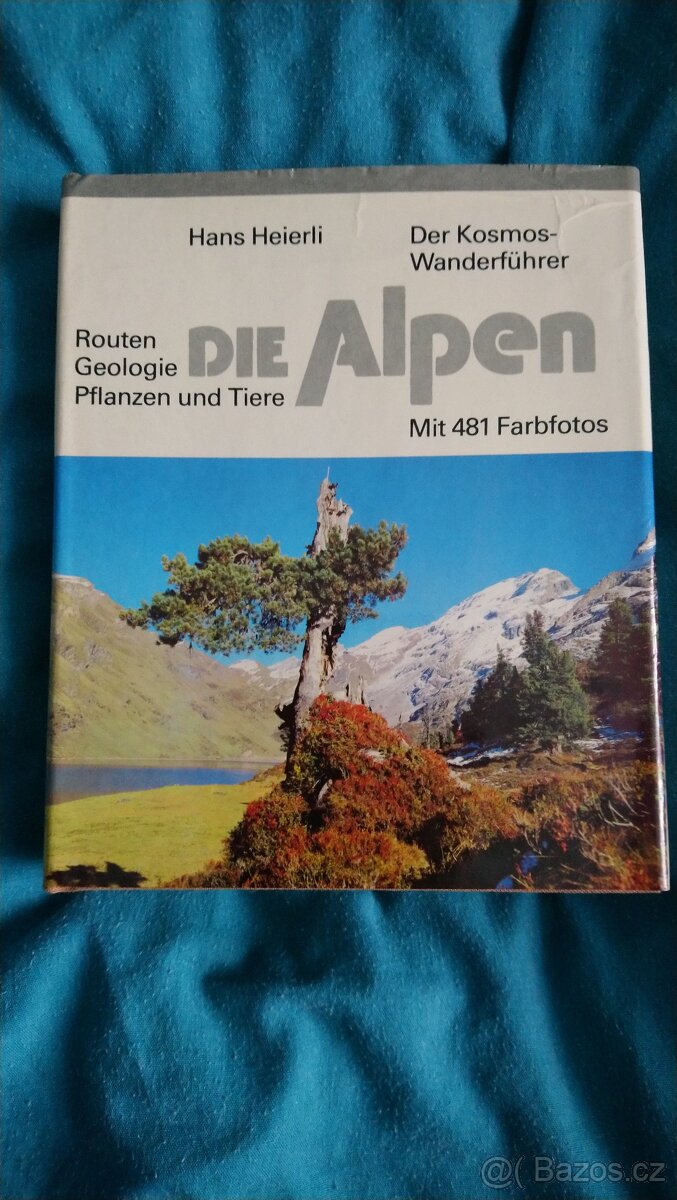 Hans Heierli
Der Kosmos-
Wanderführer
Routen
Geologie
Pflanzen und Tiere
DIE Alpen
Mit 481 Farbfotos
@( Bazos.cz